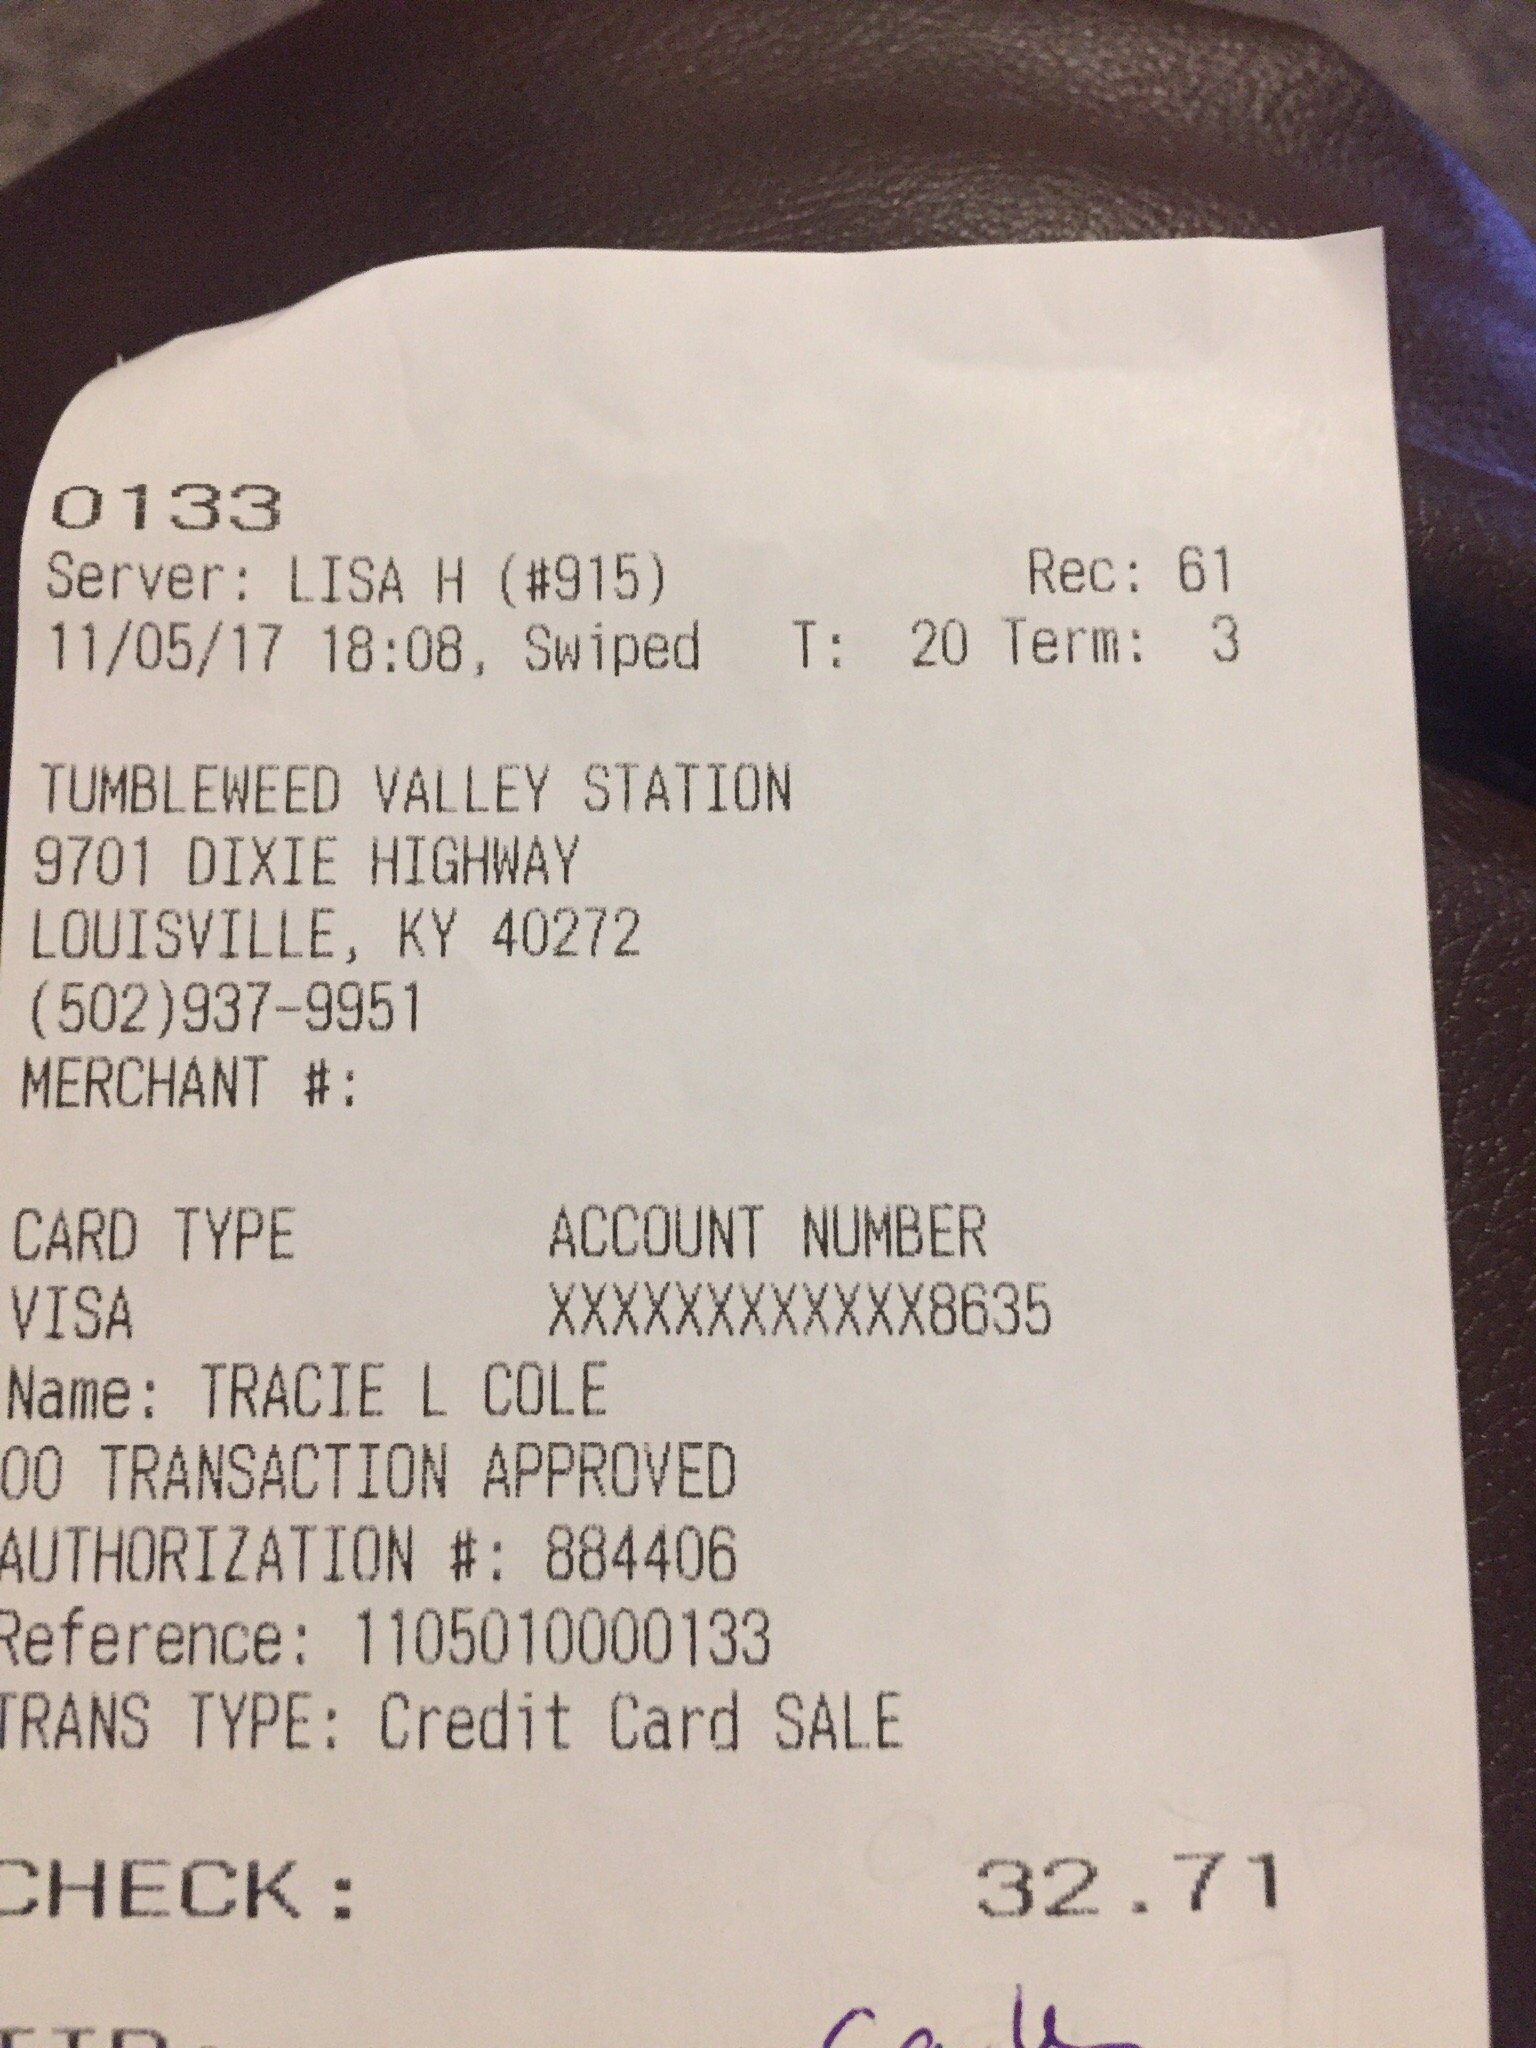 0133
Server: LISA H (#915) Rec: 61
11/05/17 18:08, Swiped T: 20 Term: 3
TUMBLEWEED VALLEY STATION
9701 DIXIE HIGHWAY
LOUISVILLE, KY 40272
(502)937-9951
MERCHANT #:
CARD TYPE ACCOUNT NUMBER
VISA XXXXXXXXXXXX8635
Name: TRACIE L COLE
00 TRANSACTION APPROVED
AUTHORIZATION #: 884406
Reference: 1105010000133
TRANS TYPE: Credit Card SALE
CHECK: 32.71